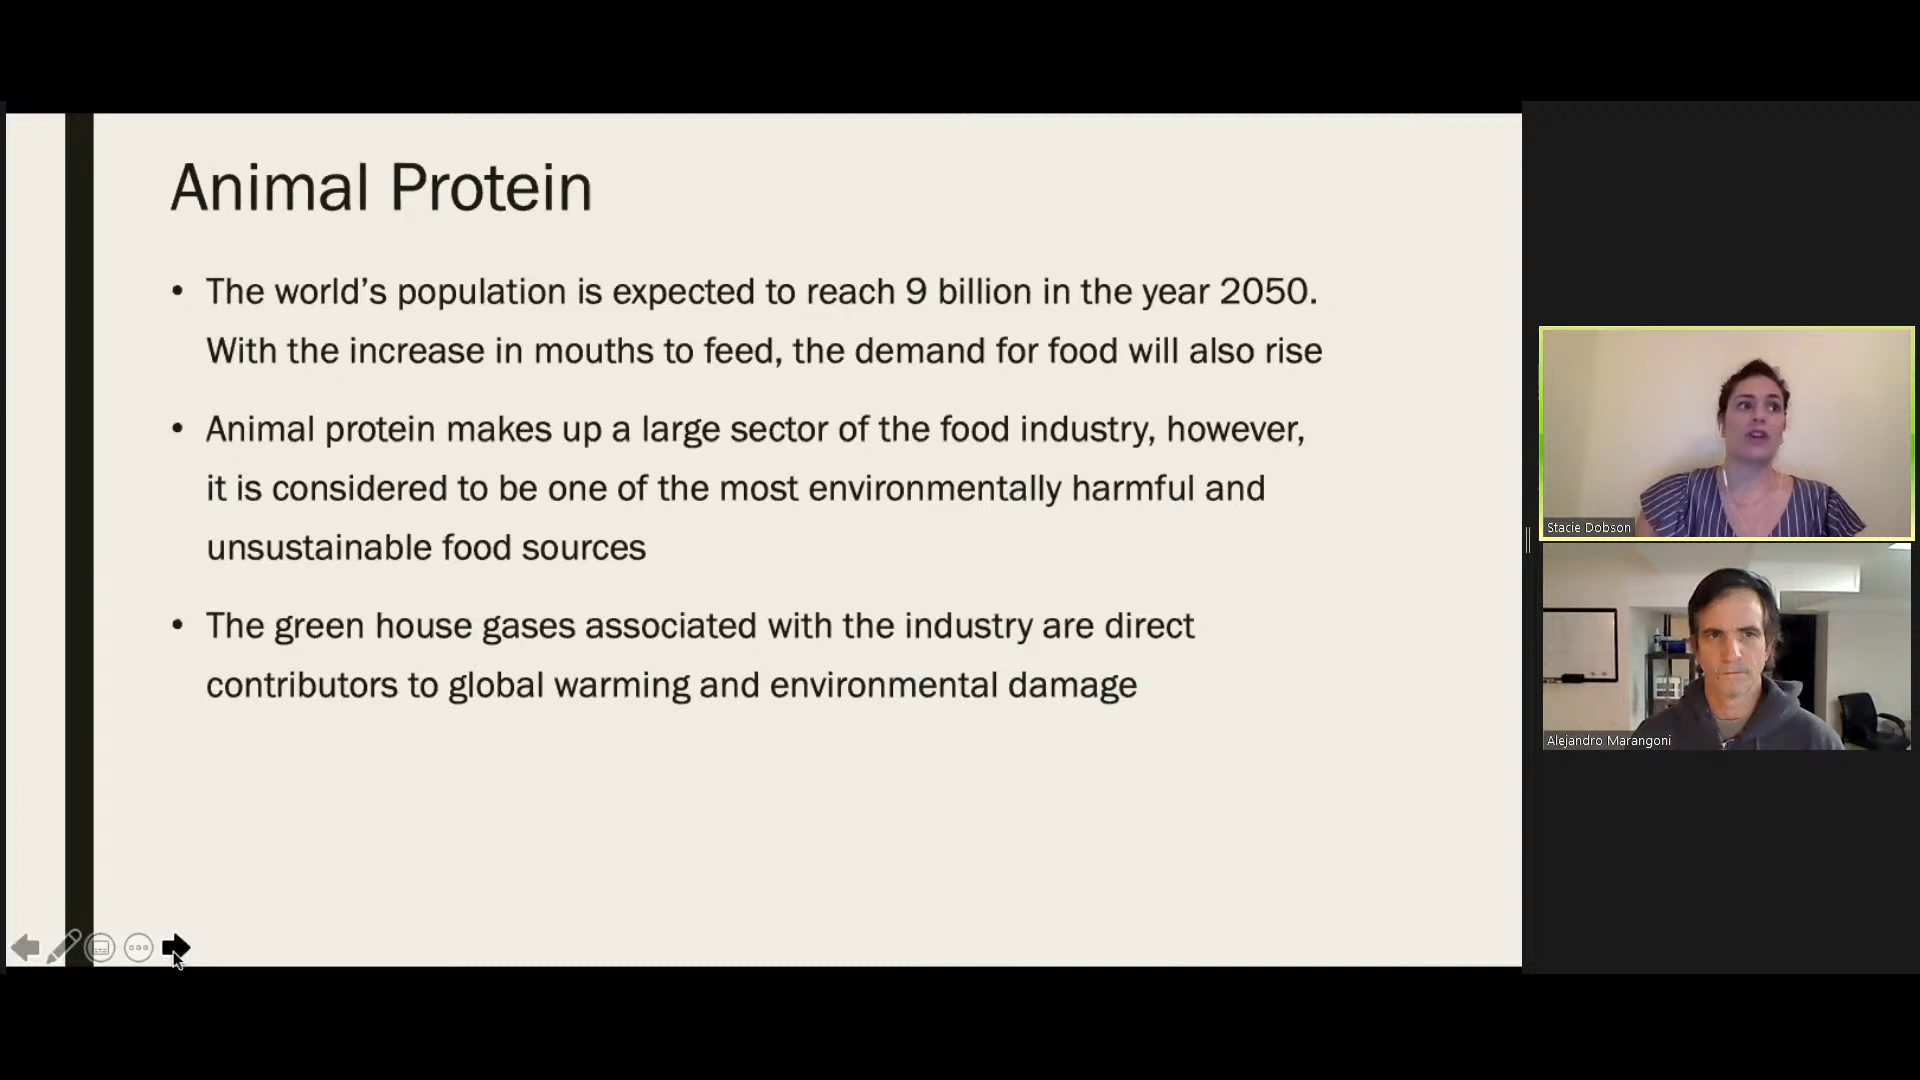 Animal Protein
• The world’s population is expected to reach 9 billion in the year 2050.
With the increase in mouths to feed, the demand for food will also rise
• Animal protein makes up a large sector of the food industry, however,
it is considered to be one of the most environmentally harmful and
unsustainable food sources
• The green house gases associated with the industry are direct
contributors to global warming and environmental damage
Stacie Dobson
Alejandro Marangoni